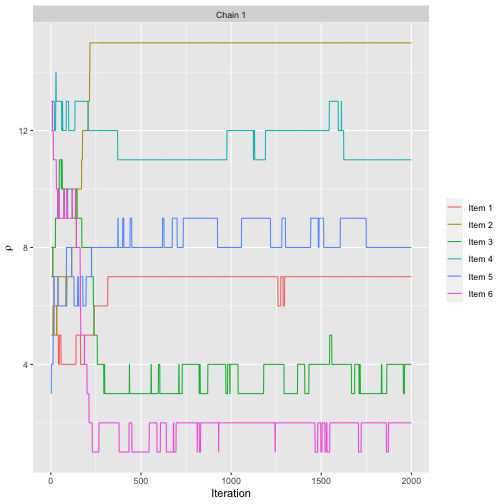 Chain 1
12
8
4
ρ
0
500
1000
1500
2000
Iteration
Item 1
Item 2
Item 3
Item 4
Item 5
Item 6